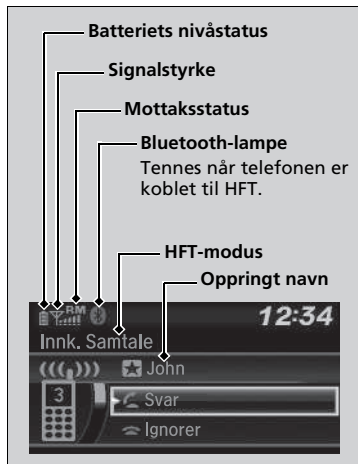 Batteriets nivåstatus
Signalstyrke
Mottaksstatus
Bluetooth-lampe
Tennes når telefonen er
koblet til HFT.
HFT-modus
Oppringt navn
RM
12:34
Innk. Samtale
John
3
Svar
Ignorer